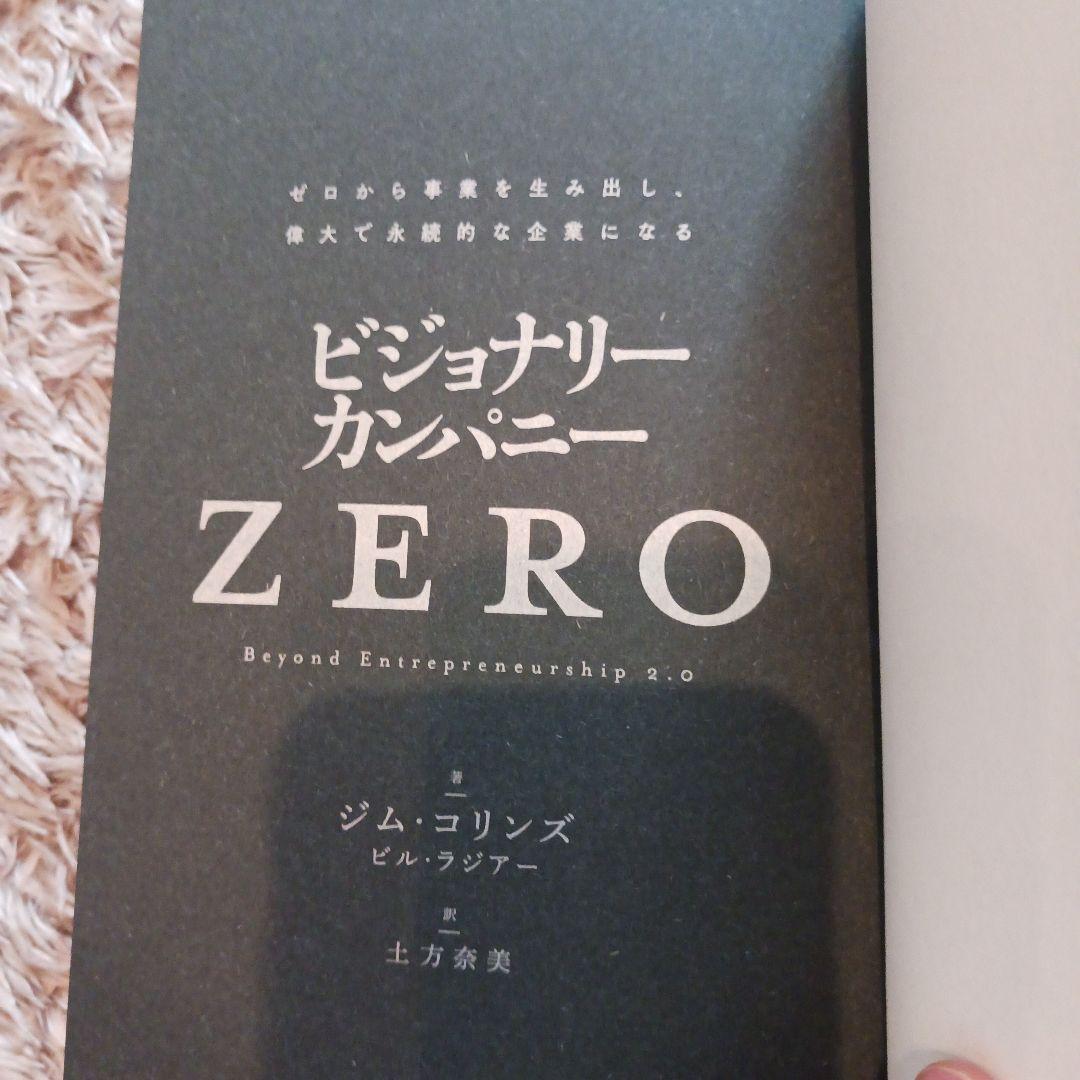 ゼロから事業を生み出し、
偉大で永続的な企業になる
ビジョナリー
カンパニー
ZERO
Beyond Entrepreneurship 2.0
著
ジム・コリンズ
ビル・ラジアー
訳
土方奈美